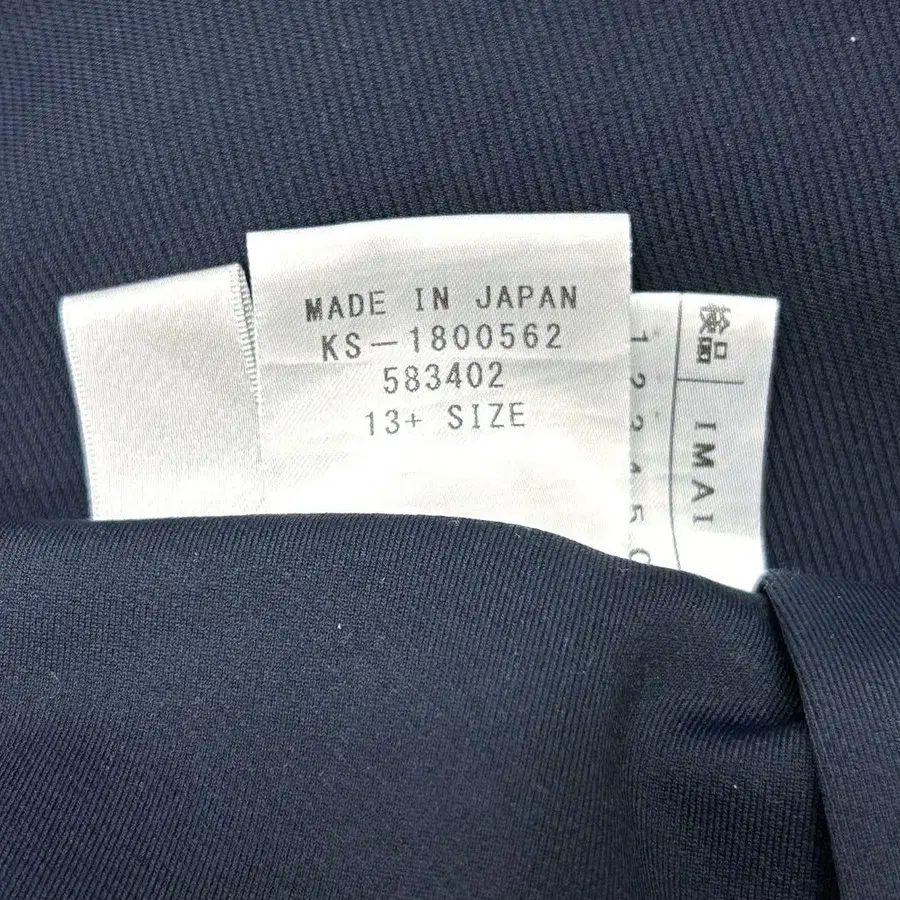 MADE IN JAPAN
KS-1800562
583402
13+ SIZE
検品
IMAI